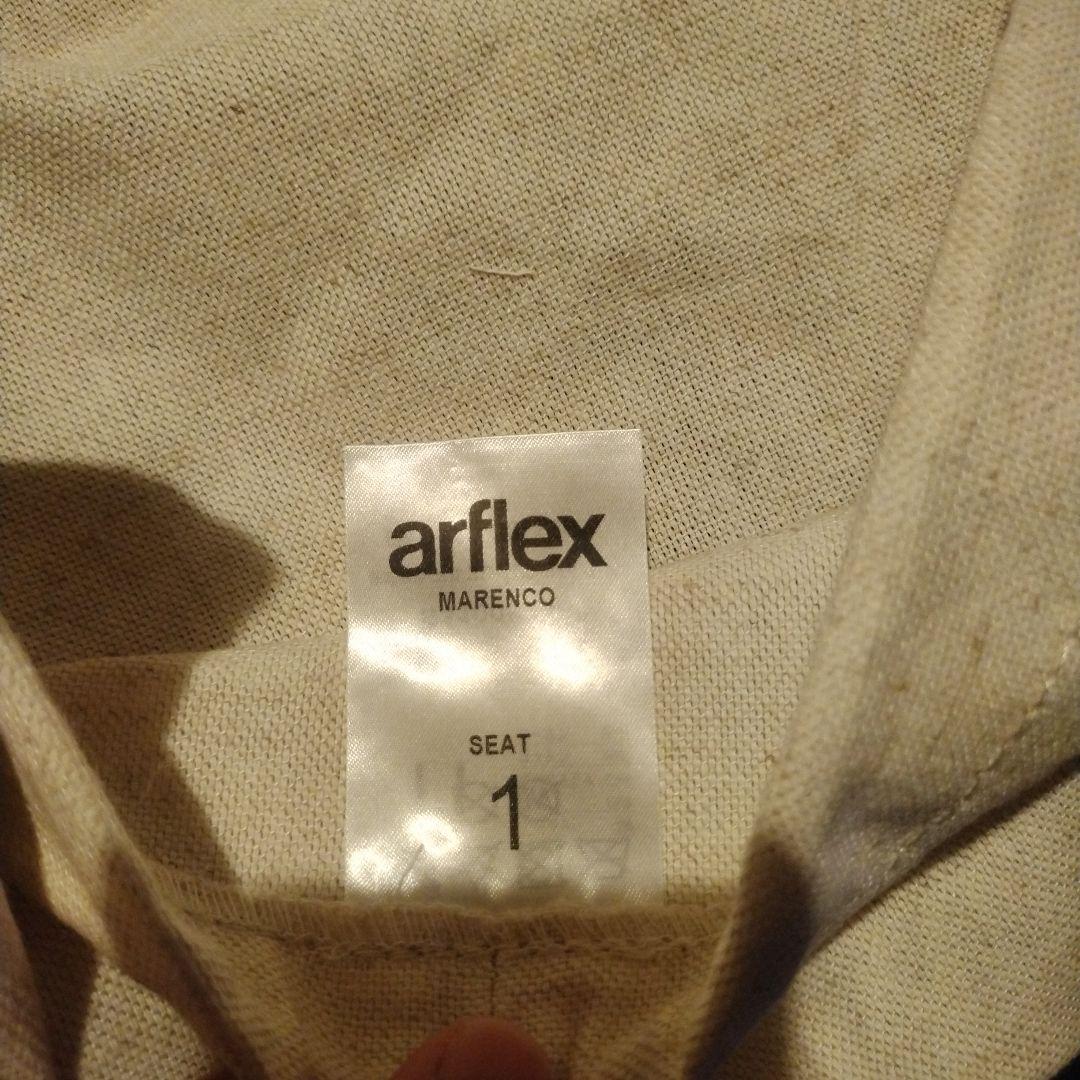 arflex
MARENCO
SEAT
1